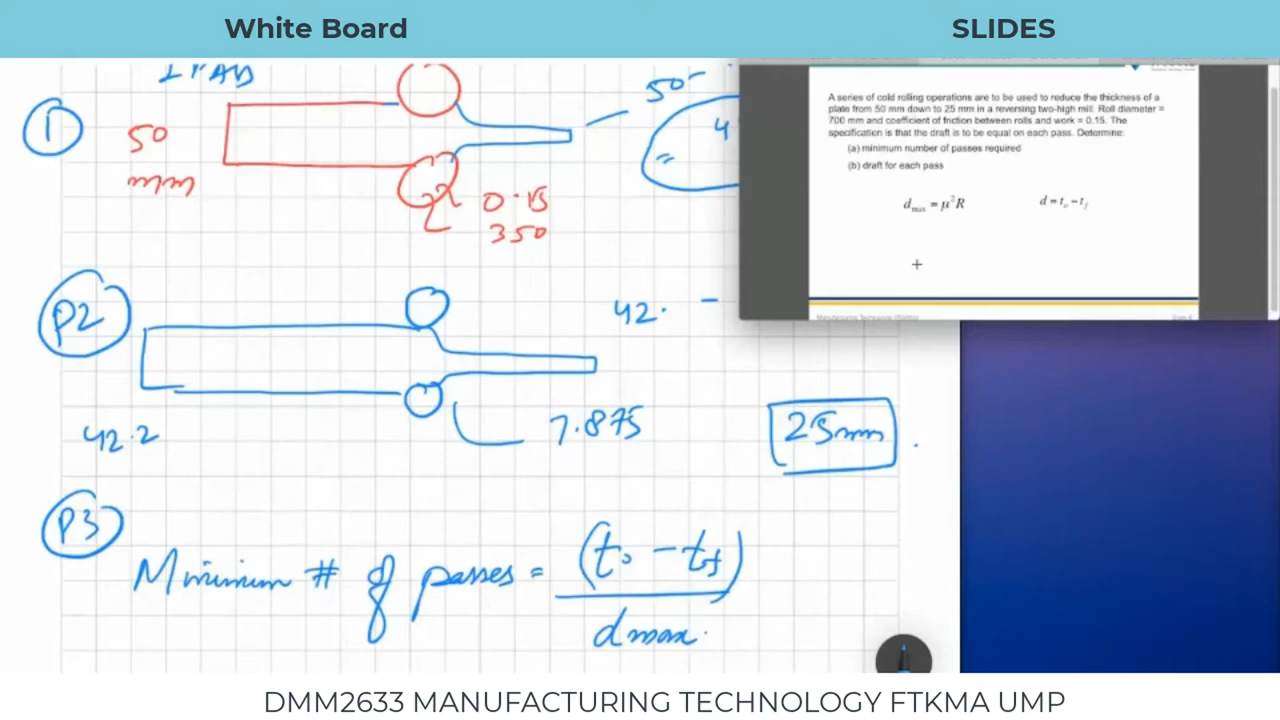 White Board
SLIDES
1 PAD
1
50
mm
0.15
350
50
4
=
A series of cold rolling operations are to be used to reduce the thickness of a
plate from 50 mm down to 25 mm in a reversing two-high mill. Roll diameter =
700 mm and coefficient of friction between rolls and work = 0.15. The
specification is that the draft is to be equal on each pass. Determine:
(a) minimum number of passes required
(b) draft for each pass
d_max = μ²R
d = t_o - t_f
P2
42. -
42.2
7.875
25mm .
P3
Minimum # of passes = (t_o - t_f)
d max.
DMM2633 MANUFACTURING TECHNOLOGY FTKMA UMP